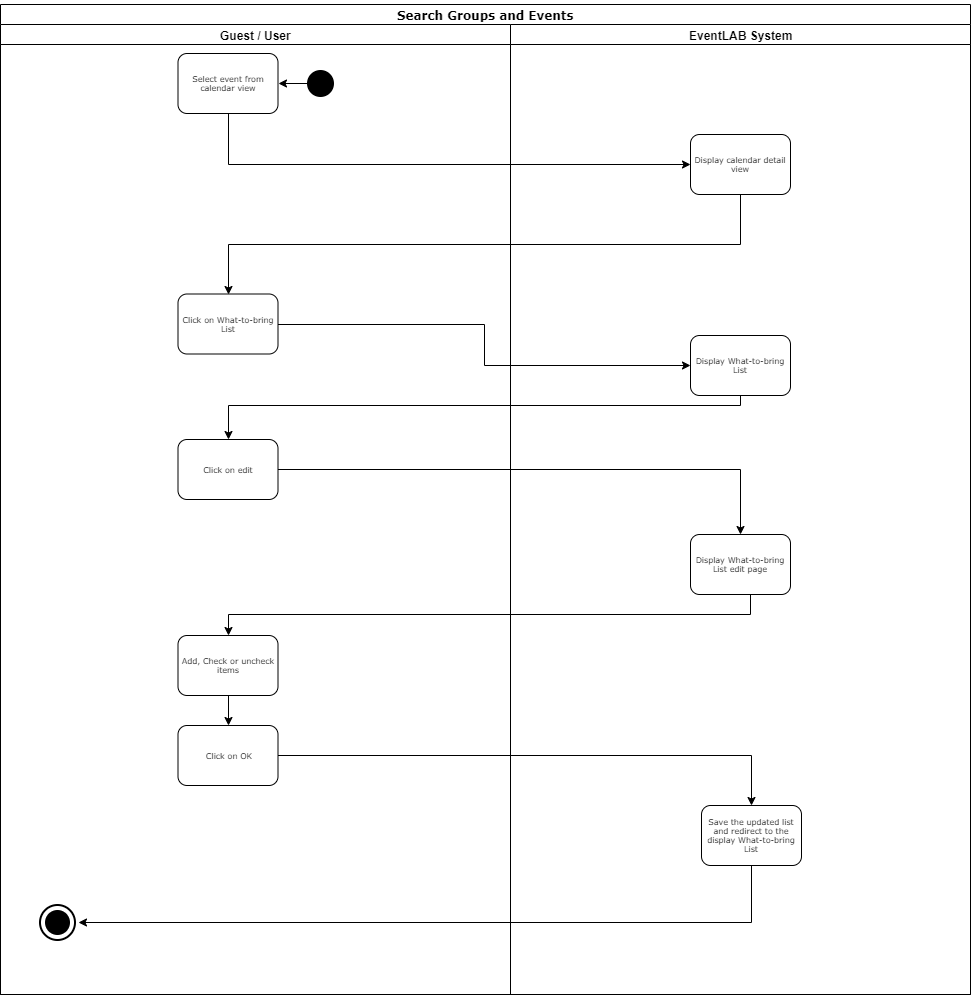 Search Groups and Events
Guest / User
EventLAB System
Select event from
calendar view
Display calendar detail
view
Click on What-to-bring
List
Display What-to-bring
List
Click on edit
Display What-to-bring
List edit page
Add, Check or uncheck
items
Click on OK
Save the updated list
and redirect to the
display What-to-bring
List